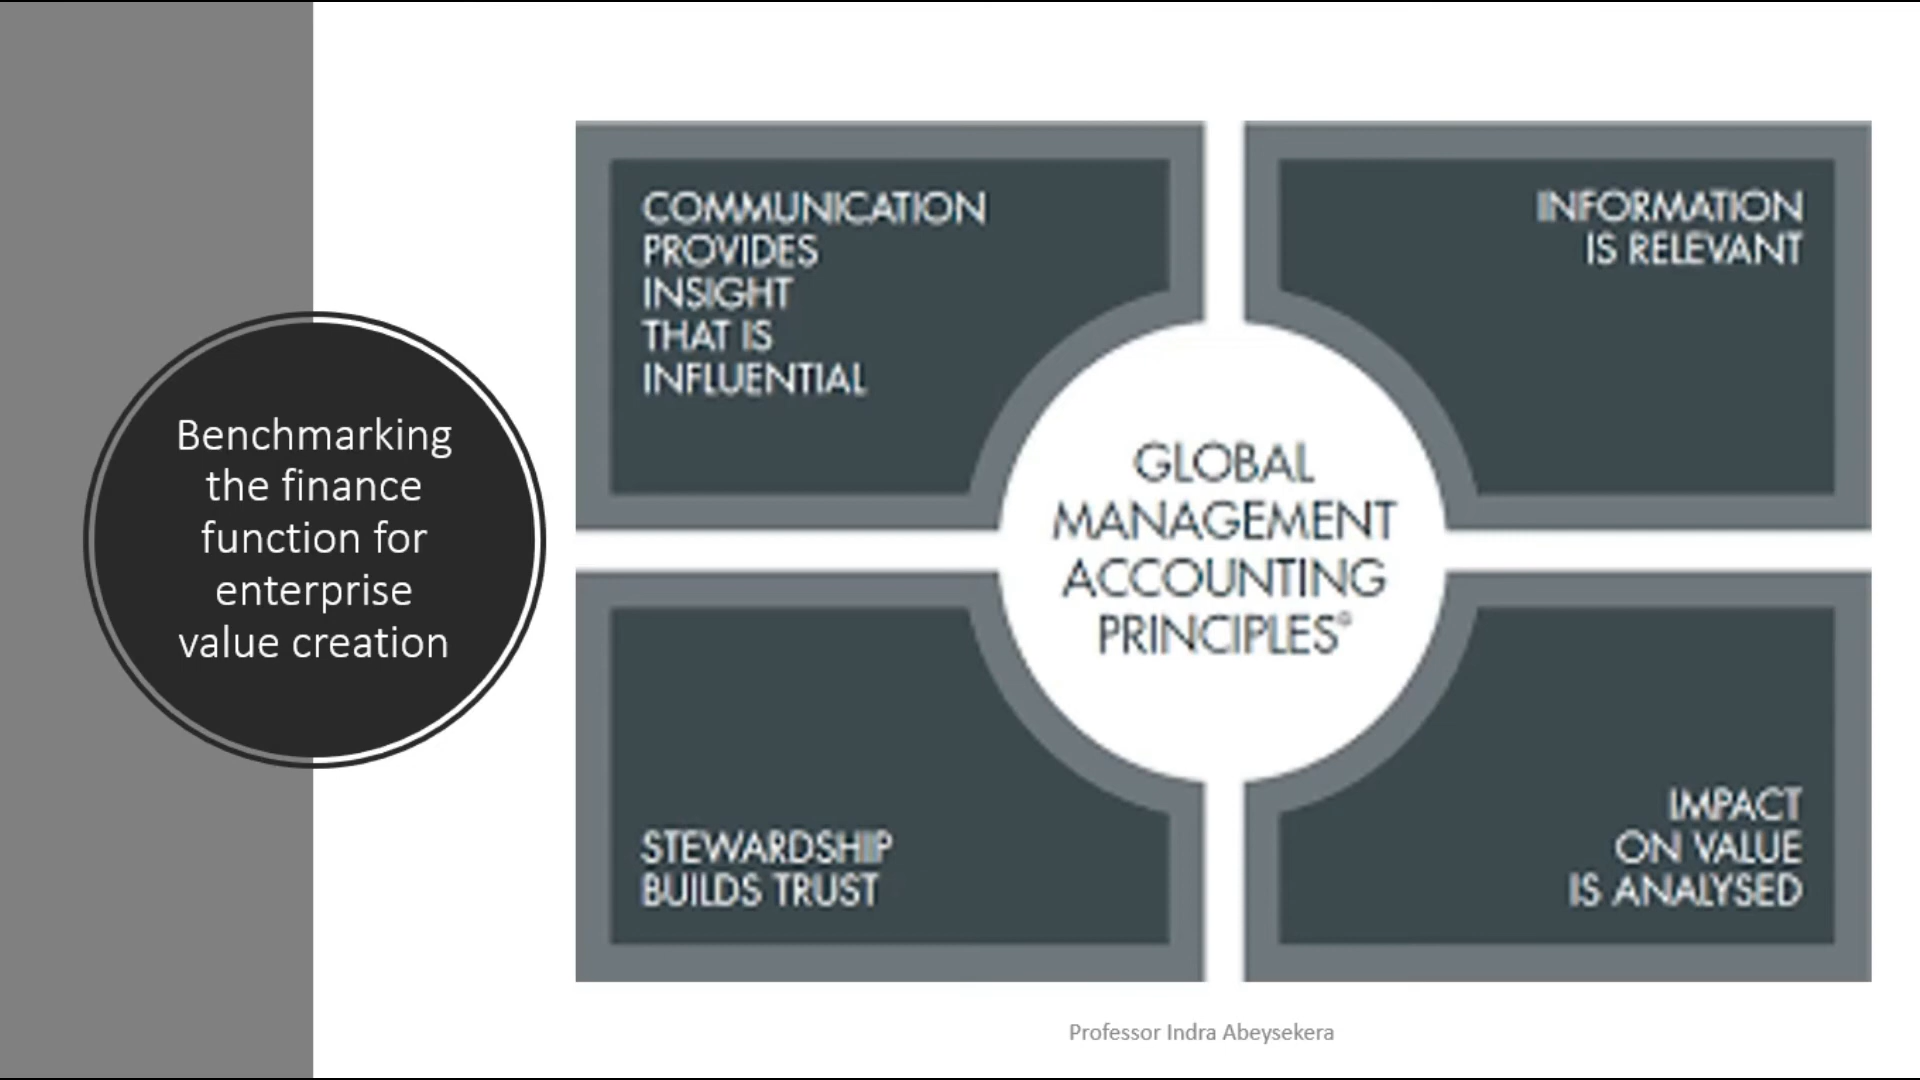 Benchmarking
the finance
function for
enterprise
value creation
COMMUNICATION
PROVIDES
INSIGHT
THAT IS
INFLUENTIAL
INFORMATION
IS RELEVANT
GLOBAL
MANAGEMENT
ACCOUNTING
PRINCIPLES®
STEWARDSHIP
BUILDS TRUST
IMPACT
ON VALUE
IS ANALYSED
Professor Indra Abeysekera